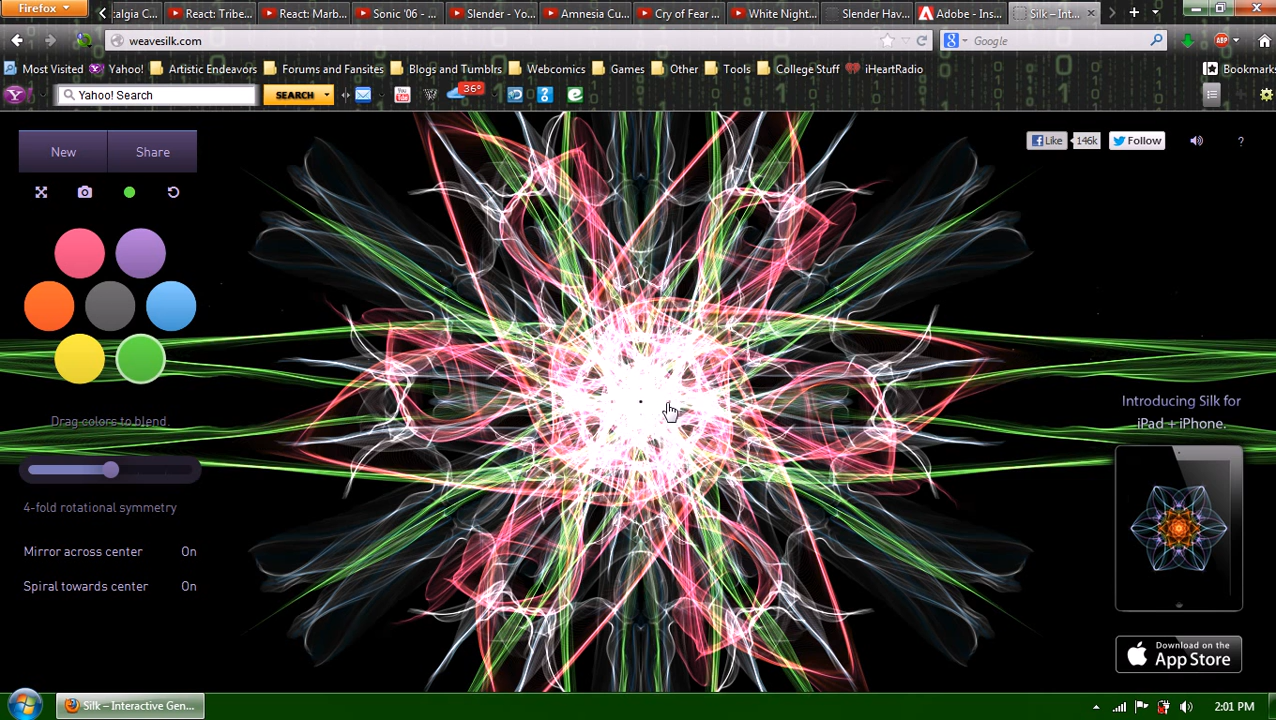 Firefox
talgia C...
React: Tribe...
React: Marb...
Sonic '06 - ...
Slender - Yo...
Amnesia Cu...
Cry of Fear ...
White Night...
Slender Hav...
Adobe - Ins...
Silk – Int...
weavesilk.com
Google
ABP
Most Visited
Yahoo!
Artistic Endeavors
Forums and Fansites
Blogs and Tumblrs
Webcomics
Games
Other
Tools
College Stuff
iHeartRadio
Bookmarks
Yahoo! Search
SEARCH
36°
New
Share
Like
146k
Follow
?
Drag colors to blend.
4-fold rotational symmetry
Mirror across center On
Spiral towards center On
Introducing Silk for
iPad + iPhone.
Download on the
App Store
Silk – Interactive Gen...
2:01 PM